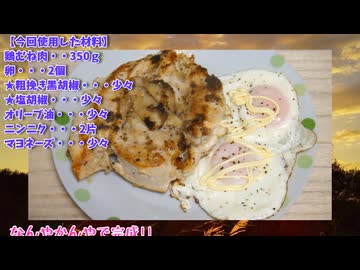 【今回使用した材料】
鶏むね肉・・350ｇ
卵・・・2個
★粗挽き黒胡椒・・・少々
★塩胡椒・・・少々
オリーブ油・・・少々
ニンニク・・・2片
マヨネーズ・・・少々
なんやかんやで完成!!